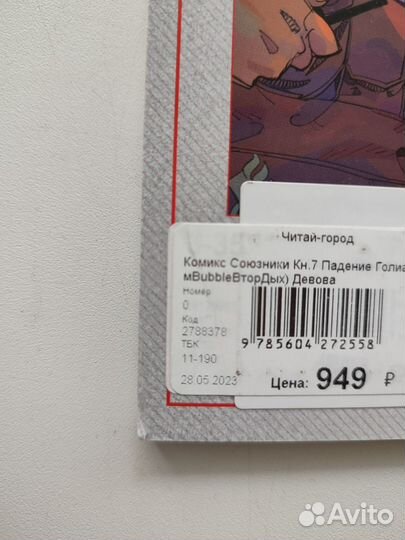 Читай-город
Комикс Союзники Кн.7 Падение Голиа
мBubbleВторДых) Девова
Номер
0
Код
2788378
ТБК
11-190
28.05.2023
9 785604 272558
Цена: 949 ₽
Avito